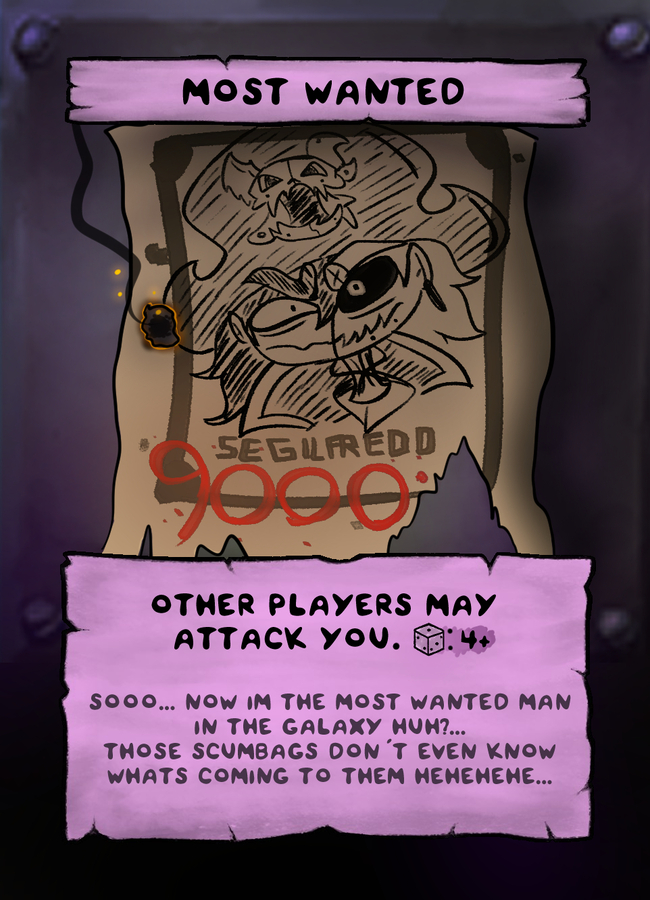 MOST WANTED
SEGILFREDD
9000
OTHER PLAYERS MAY
ATTACK YOU. : 4+
SOOO... NOW IM THE MOST WANTED MAN
IN THE GALAXY HUH?...
THOSE SCUMBAGS DON´T EVEN KNOW
WHATS COMING TO THEM HEHEHEHE...